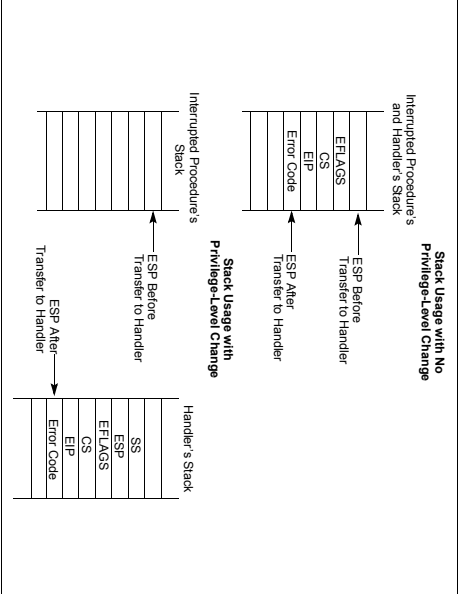 Stack Usage with No
Privilege-Level Change
Interrupted Procedure's
and Handler's Stack
EFLAGS
CS
EIP
Error Code
ESP Before
Transfer to Handler
ESP After
Transfer to Handler
Stack Usage with
Privilege-Level Change
Interrupted Procedure's
Stack
Handler's Stack
ESP Before
Transfer to Handler
SS
ESP
EFLAGS
CS
EIP
Error Code
ESP After
Transfer to Handler